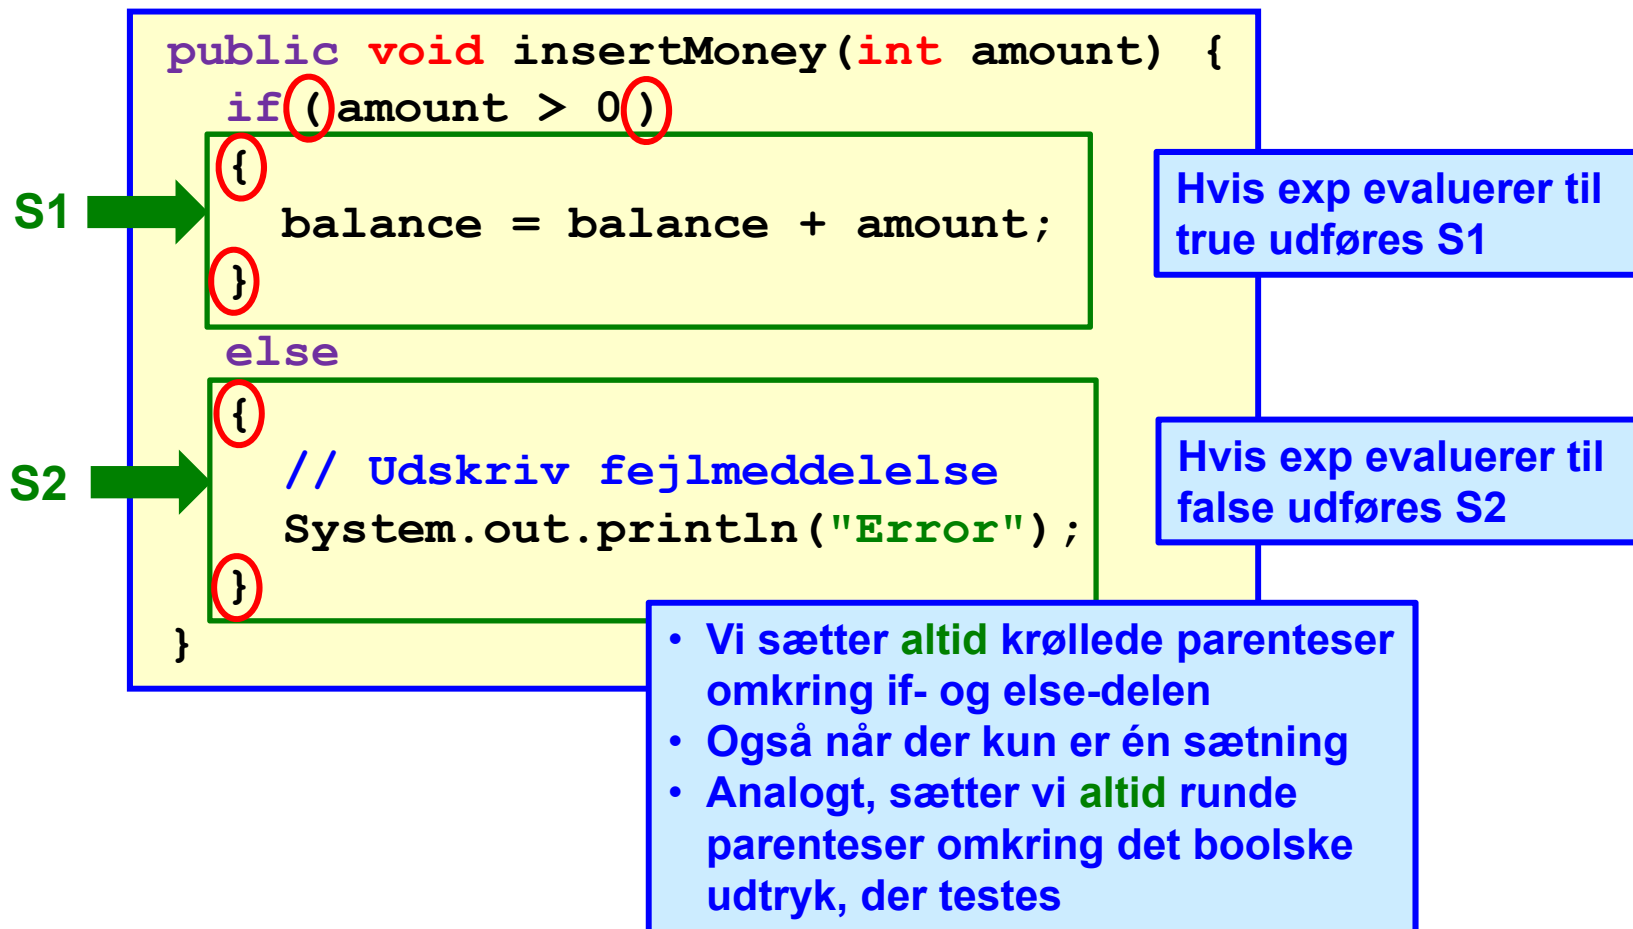 public void insertMoney(int amount) {
if (amount > 0)
{
S1
balance = balance + amount;
}
Hvis exp evaluerer til
true udføres S1
else
{
S2
// Udskriv fejlmeddelelse
System.out.println("Error");
}
Hvis exp evaluerer til
false udføres S2
}
• Vi sætter altid krøllede parenteser
omkring if- og else-delen
• Også når der kun er én sætning
• Analogt, sætter vi altid runde
parenteser omkring det boolske
udtryk, der testes